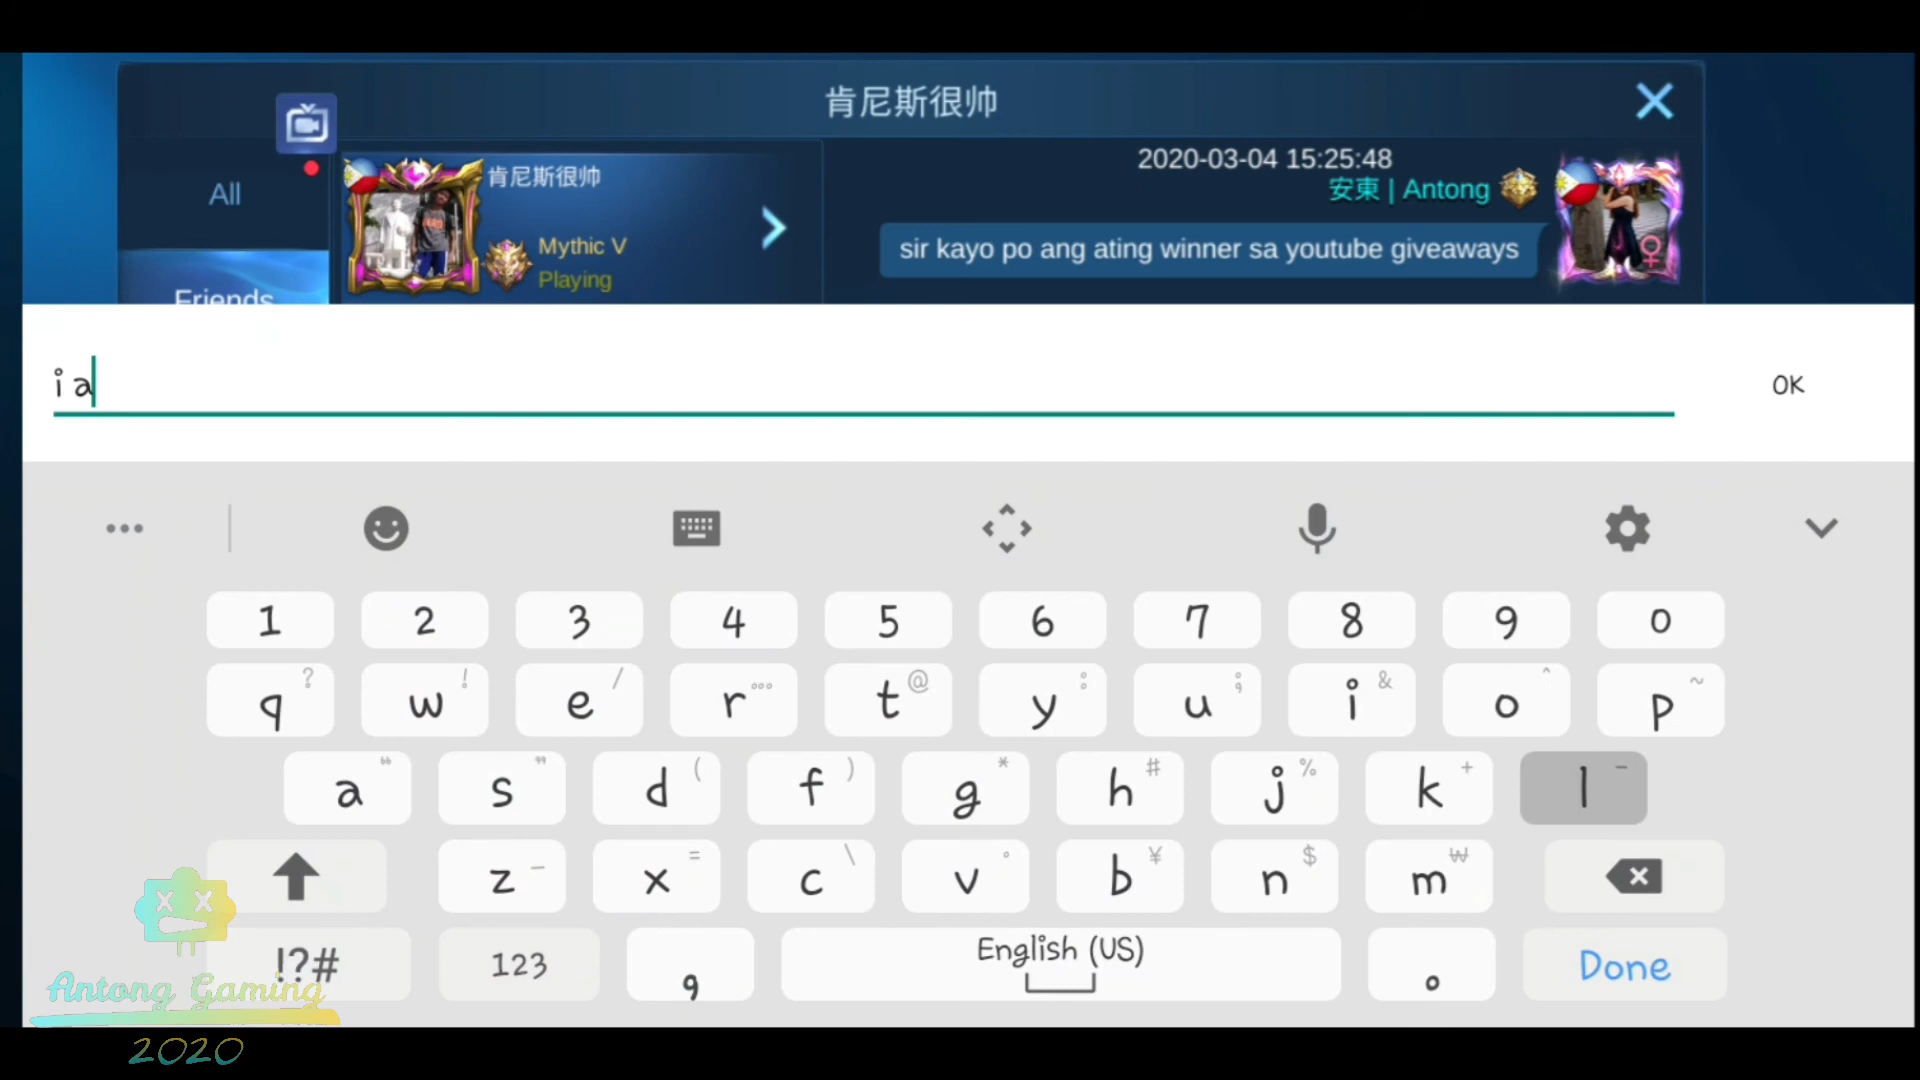 肯尼斯很帅
All
肯尼斯很帅
Mythic V
Playing
Friends
2020-03-04 15:25:48
安東 | Antong
sir kayo po ang ating winner sa youtube giveaways
i a
OK
1 2 3 4 5 6 7 8 9 0
q ? w ! e / r ... t @ y : u ; i & o ^ p ~
a “ s ” d ( f ) g * h # j % k + l -
z _ x = c \ v ° b ¥ n $ m ₩
!?# 123 , English (US) . Done
Antong Gaming
2020